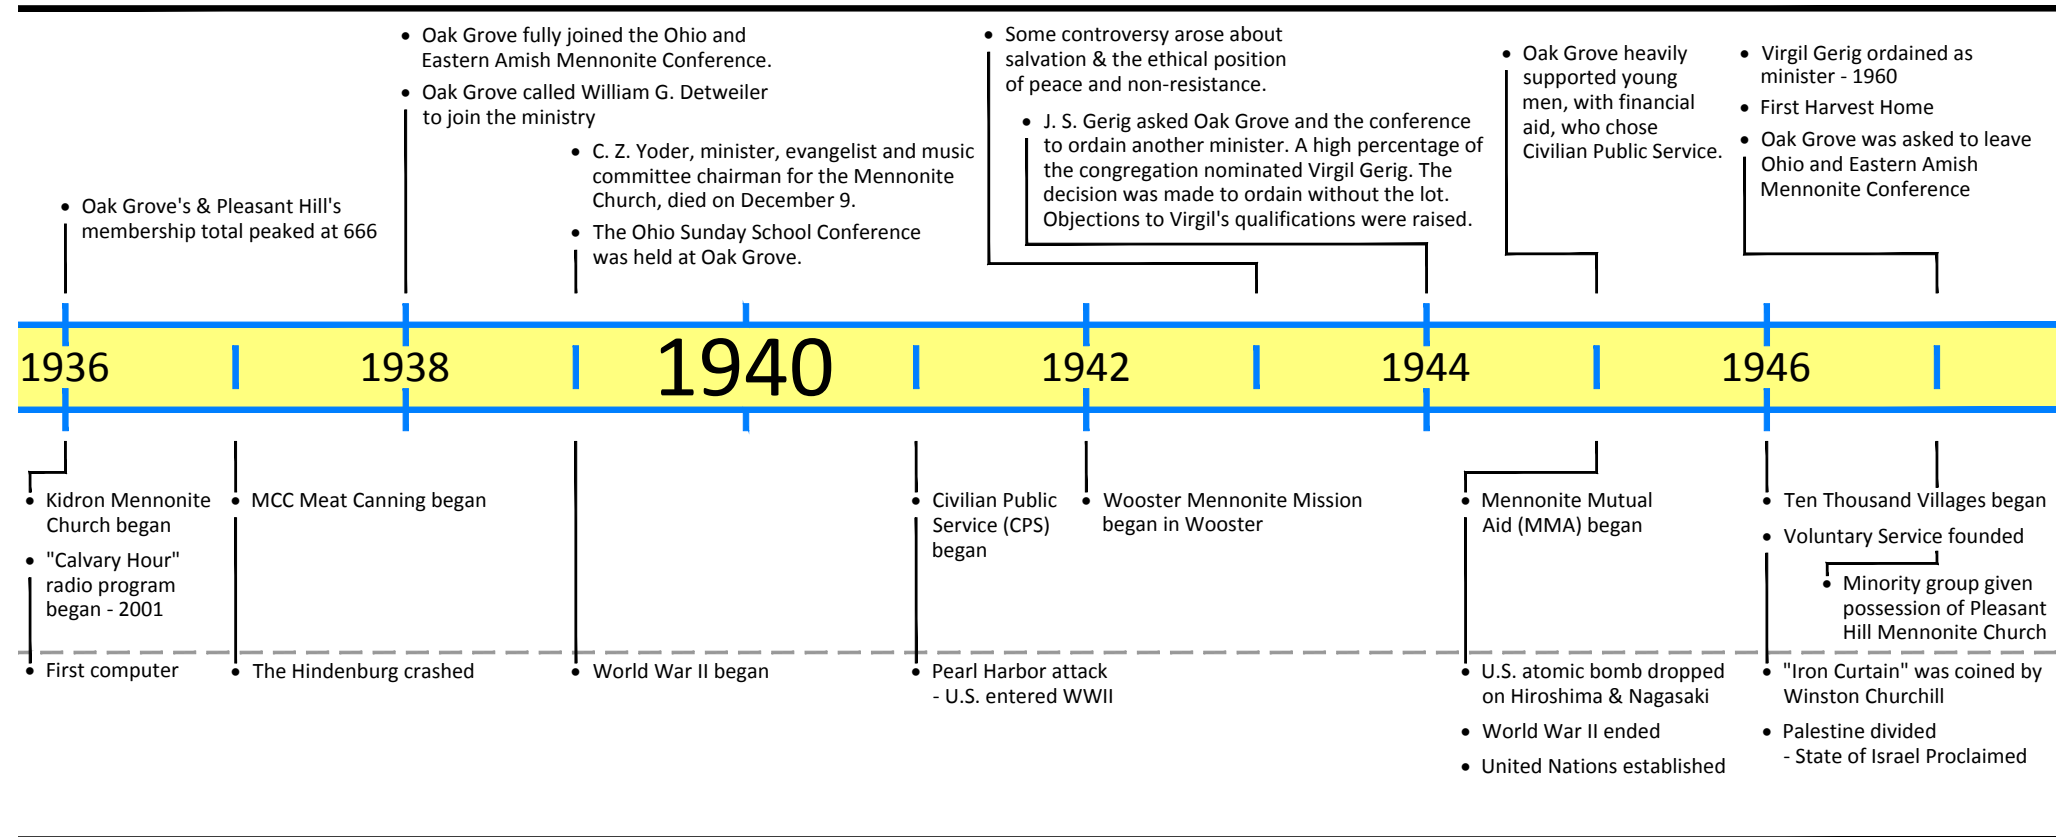 • Oak Grove fully joined the Ohio and
Eastern Amish Mennonite Conference.
• Oak Grove called William G. Detweiler
to join the ministry
• Some controversy arose about
salvation & the ethical position
of peace and non-resistance.
• Oak Grove heavily
supported young
men, with financial
aid, who chose
Civilian Public Service.
• Virgil Gerig ordained as
minister - 1960
• First Harvest Home
• Oak Grove was asked to leave
Ohio and Eastern Amish
Mennonite Conference
• J. S. Gerig asked Oak Grove and the conference
to ordain another minister. A high percentage of
the congregation nominated Virgil Gerig. The
decision was made to ordain without the lot.
Objections to Virgil's qualifications were raised.
• C. Z. Yoder, minister, evangelist and music
committee chairman for the Mennonite
Church, died on December 9.
• The Ohio Sunday School Conference
was held at Oak Grove.
• Oak Grove's & Pleasant Hill's
membership total peaked at 666
1936
1938
1940
1942
1944
1946
• Kidron Mennonite
Church began
• "Calvary Hour"
radio program
began - 2001
• MCC Meat Canning began
• Civilian Public
Service (CPS)
began
• Wooster Mennonite Mission
began in Wooster
• Mennonite Mutual
Aid (MMA) began
• Ten Thousand Villages began
• Voluntary Service founded
• Minority group given
possession of Pleasant
Hill Mennonite Church
• First computer
• The Hindenburg crashed
• World War II began
• Pearl Harbor attack
- U.S. entered WWII
• U.S. atomic bomb dropped
on Hiroshima & Nagasaki
• World War II ended
• United Nations established
• "Iron Curtain" was coined by
Winston Churchill
• Palestine divided
- State of Israel Proclaimed